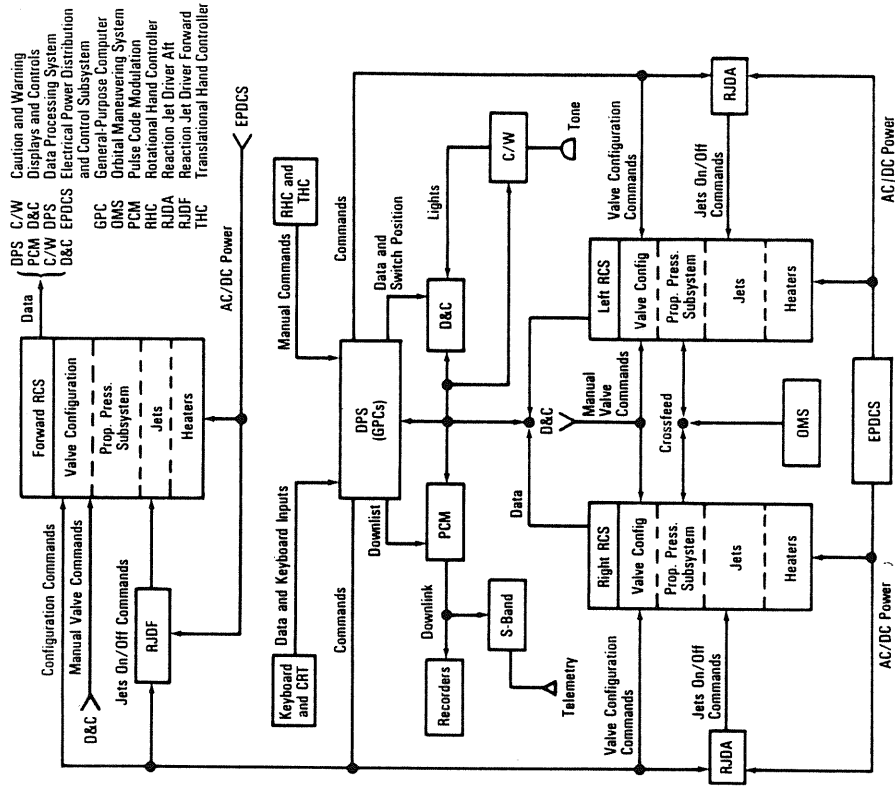 DPS
PCM
C/W
D&C
C/W Caution and Warning
D&C Displays and Controls
DPS Data Processing System
EPDCS Electrical Power Distribution
and Control Subsystem
GPC General-Purpose Computer
OMS Orbital Maneuvering System
PCM Pulse Code Modulation
RHC Rotational Hand Controller
RJDA Reaction Jet Driver Aft
RJDF Reaction Jet Driver Forward
THC Translational Hand Controller
Data
Forward RCS
Valve Configuration
Prop. Press.
Subsystem
Jets
Heaters
AC/DC Power
EPDCS
Configuration Commands
Manual Valve Commands
D&C
Jets On/Off Commands
RJDF
Keyboard
and CRT
Data and Keyboard Inputs
Commands
DPS
(GPCs)
Manual Commands
RHC and
THC
Commands
Downlist
PCM
Data and
Switch Position
D&C
Lights
C/W
Tone
Downlink
Recorders
S-Band
Telemetry
D&C
Manual
Valve
Commands
Data
Right RCS
Valve Config
Prop. Press.
Subsystem
Jets
Heaters
Crossfeed
OMS
Left RCS
Valve Config
Prop. Press.
Subsystem
Jets
Heaters
Valve Configuration
Commands
Jets On/Off
Commands
RJDA
Valve Configuration
Commands
Jets On/Off
Commands
RJDA
AC/DC Power
EPDCS
AC/DC Power